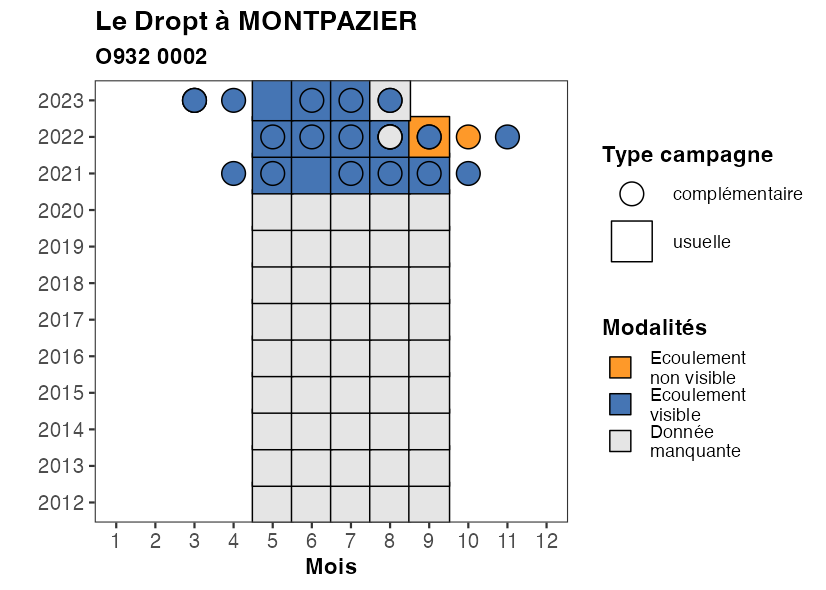 Le Dropt à MONTPAZIER
O932 0002
2023
2022
2021
2020
2019
2018
2017
2016
2015
2014
2013
2012
1 2 3 4 5 6 7 8 9 10 11 12
Mois
Type campagne
complémentaire
usuelle
Modalités
Ecoulement
non visible
Ecoulement
visible
Donnée
manquante